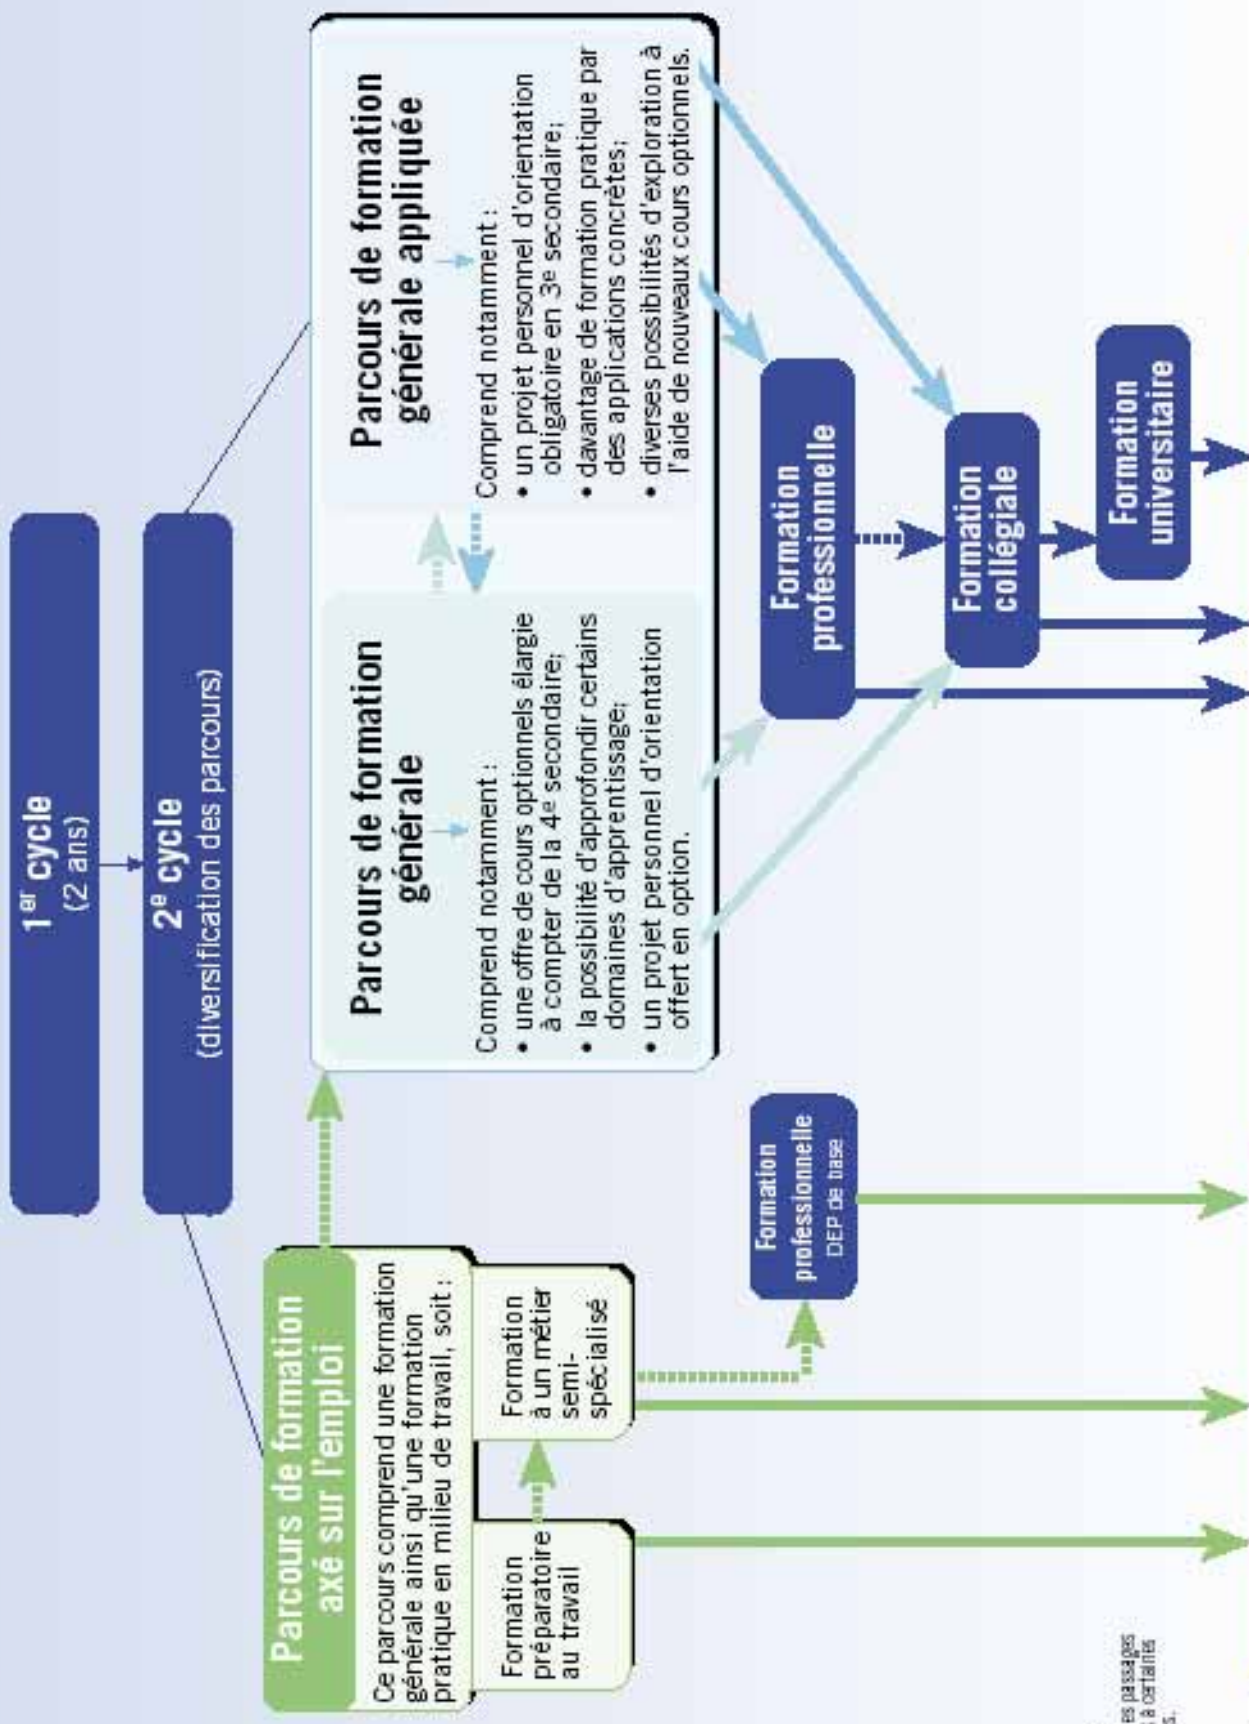 1er cycle
(2 ans)
2e cycle
(diversification des parcours)
Parcours de formation
axé sur l'emploi
Ce parcours comprend une formation
générale ainsi qu'une formation
pratique en milieu de travail, soit :
Formation
préparatoire
au travail
Formation
à un métier
semi-
spécialisé
Formation
professionnelle
DEP de base
Parcours de formation
générale
Comprend notamment :
• une offre de cours optionnels élargie
à compter de la 4e secondaire;
• la possibilité d'approfondir certains
domaines d'apprentissage;
• un projet personnel d'orientation
offert en option.
Parcours de formation
générale appliquée
Comprend notamment :
• un projet personnel d'orientation
obligatoire en 3e secondaire;
• davantage de formation pratique par
des applications concrètes;
• diverses possibilités d'exploration à
l'aide de nouveaux cours optionnels.
Formation
professionnelle
Formation
collégiale
Formation
universitaire
es passages
s à certaines
s.